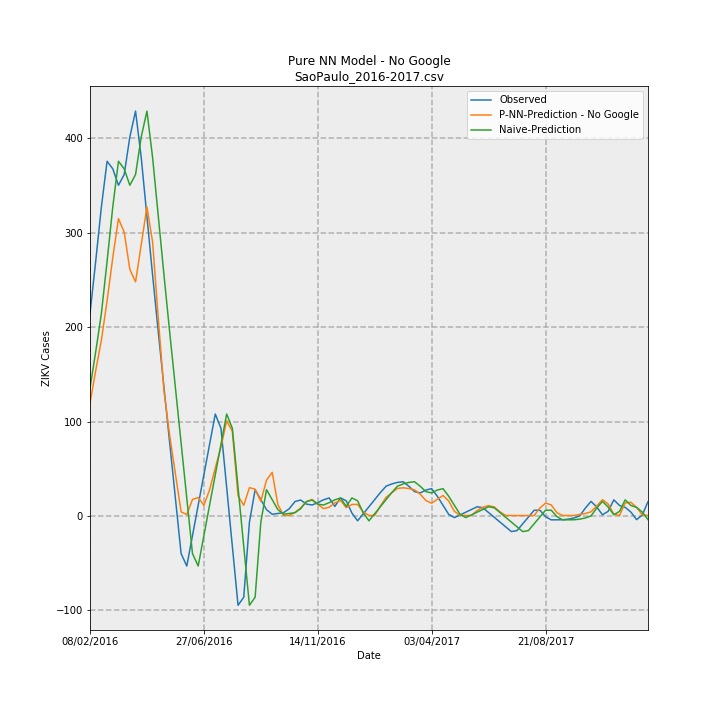 Pure NN Model - No Google
SaoPaulo_2016-2017.csv
Observed
P-NN-Prediction - No Google
Naive-Prediction
ZIKV Cases
400
300
200
100
0
−100
08/02/2016
27/06/2016
14/11/2016
03/04/2017
21/08/2017
Date